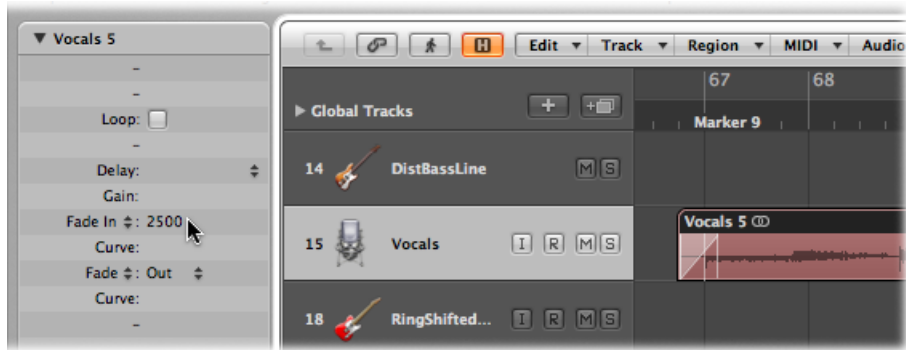 Vocals 5
–
–
Loop:
–
Delay:
Gain:
Fade In : 2500
Curve:
Fade : Out
Curve:
–
H Edit Track Region MIDI Audio
67 68
Global Tracks
Marker 9
14 DistBassLine M S
15 Vocals I R M S
Vocals 5
18 RingShifted... I R M S